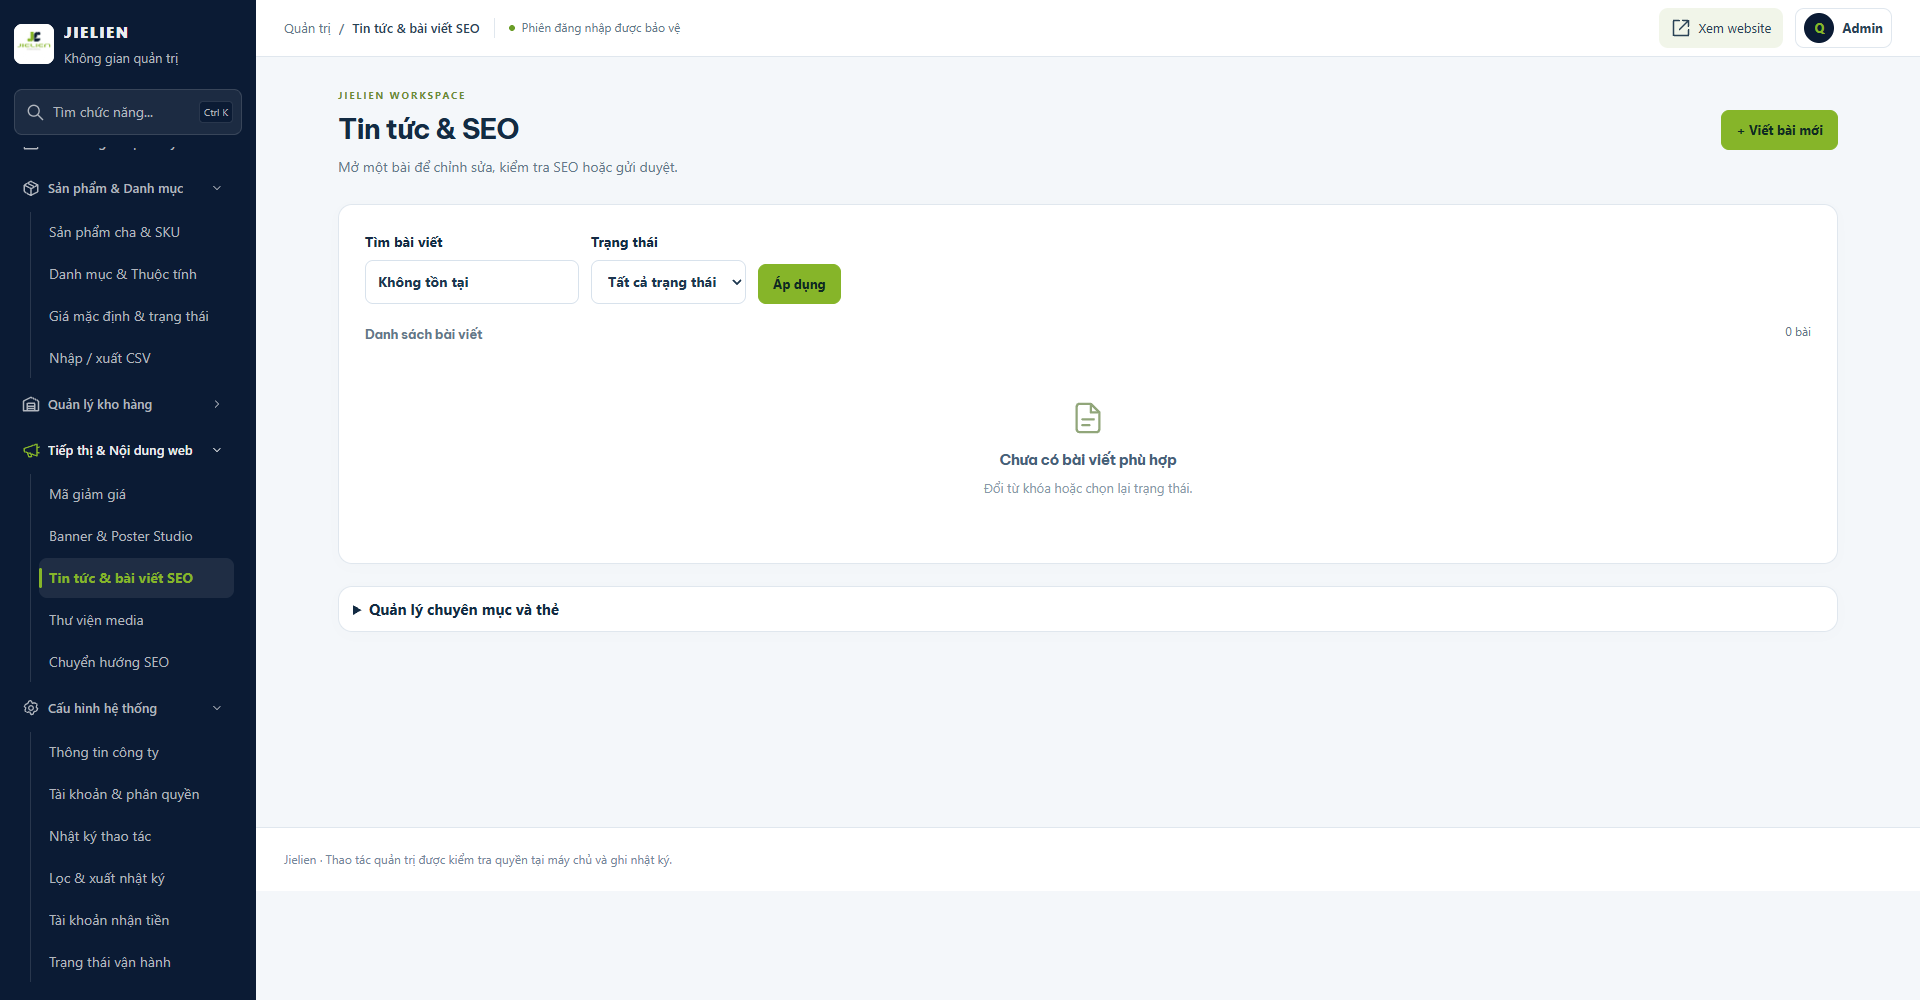 JIELIEN
Không gian quản trị
Tìm chức năng...
Ctrl K
Sản phẩm & Danh mục
Sản phẩm cha & SKU
Danh mục & Thuộc tính
Giá mặc định & trạng thái
Nhập / xuất CSV
Quản lý kho hàng
Tiếp thị & Nội dung web
Mã giảm giá
Banner & Poster Studio
Tin tức & bài viết SEO
Thư viện media
Chuyển hướng SEO
Cấu hình hệ thống
Thông tin công ty
Tài khoản & phân quyền
Nhật ký thao tác
Lọc & xuất nhật ký
Tài khoản nhận tiền
Trạng thái vận hành
Quản trị / Tin tức & bài viết SEO
Phiên đăng nhập được bảo vệ
Xem website
Q Admin
JIELIEN WORKSPACE
Tin tức & SEO
Mở một bài để chỉnh sửa, kiểm tra SEO hoặc gửi duyệt.
+ Viết bài mới
Tìm bài viết
Trạng thái
Không tồn tại
Tất cả trạng thái
Áp dụng
Danh sách bài viết
0 bài
Chưa có bài viết phù hợp
Đổi từ khóa hoặc chọn lại trạng thái.
Quản lý chuyên mục và thẻ
Jielien · Thao tác quản trị được kiểm tra quyền tại máy chủ và ghi nhật ký.